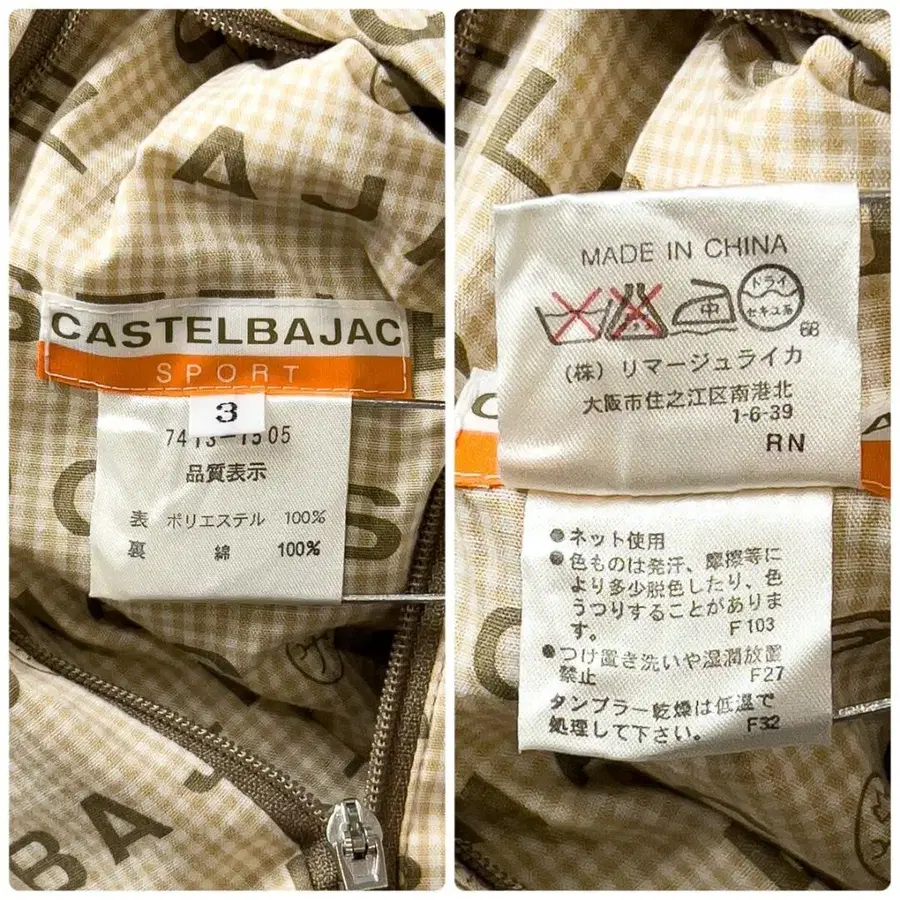 AJ
CASTELBAJAC
SPORT
3
7413-1505
品質表示
表 ポリエステル 100%
裏 綿 100%
S
BAJ
MADE IN CHINA
中
ドライ
セキユ系
68
(株) リマージュライカ
大阪市住之江区南港北
1-6-39
RN
●ネット使用
●色ものは発汗、摩擦等に
より多少脱色したり、色
うつりすることがありま
す。 F103
●つけ置き洗いや湿潤放置
禁止 F27
タンブラー乾燥は低温で
処理して下さい。 F32